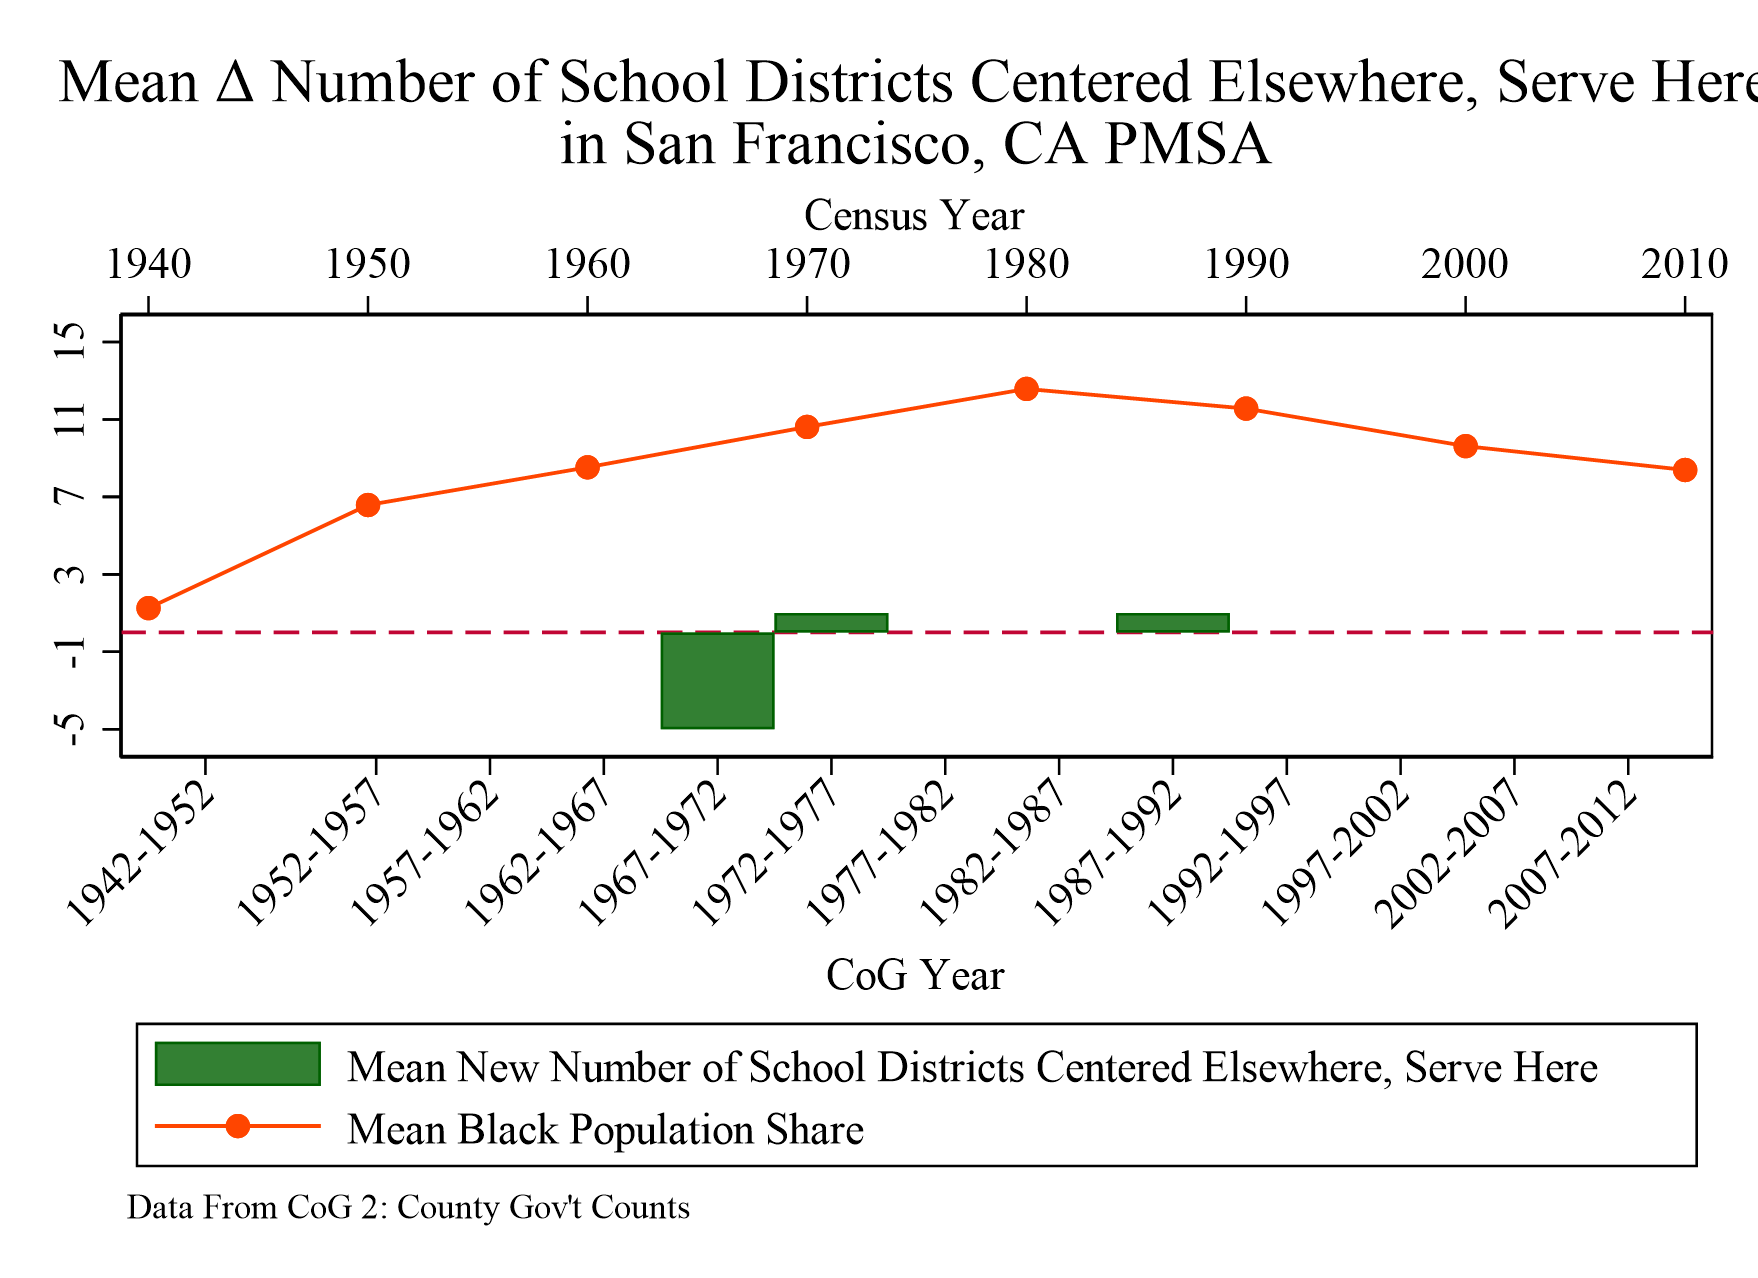 Mean Δ Number of School Districts Centered Elsewhere, Serve Here
in San Francisco, CA PMSA
Census Year
1940 1950 1960 1970 1980 1990 2000 2010
15
11
7
3
-1
-5
1942-1952 1952-1957 1957-1962 1962-1967 1967-1972 1972-1977 1977-1982 1982-1987 1987-1992 1992-1997 1997-2002 2002-2007 2007-2012
CoG Year
Mean New Number of School Districts Centered Elsewhere, Serve Here
Mean Black Population Share
Data From CoG 2: County Gov't Counts